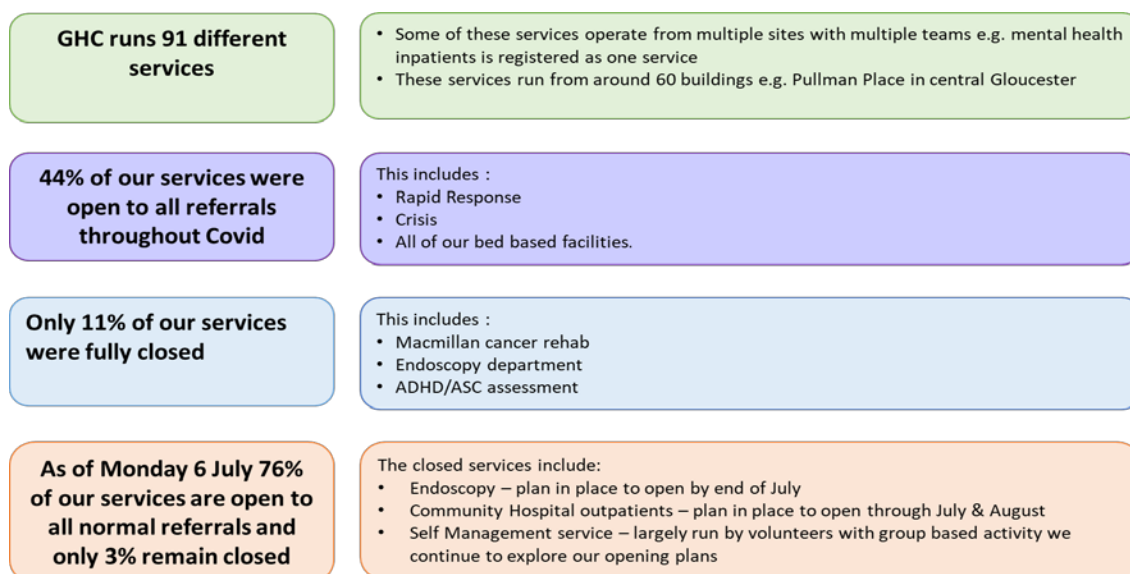 GHC runs 91 different
services
• Some of these services operate from multiple sites with multiple teams e.g. mental health
inpatients is registered as one service
• These services run from around 60 buildings e.g. Pullman Place in central Gloucester
44% of our services were
open to all referrals
throughout Covid
This includes :
• Rapid Response
• Crisis
• All of our bed based facilities.
Only 11% of our services
were fully closed
This includes :
• Macmillan cancer rehab
• Endoscopy department
• ADHD/ASC assessment
As of Monday 6 July 76%
of our services are open to
all normal referrals and
only 3% remain closed
The closed services include:
• Endoscopy – plan in place to open by end of July
• Community Hospital outpatients – plan in place to open through July & August
• Self Management service – largely run by volunteers with group based activity we
continue to explore our opening plans